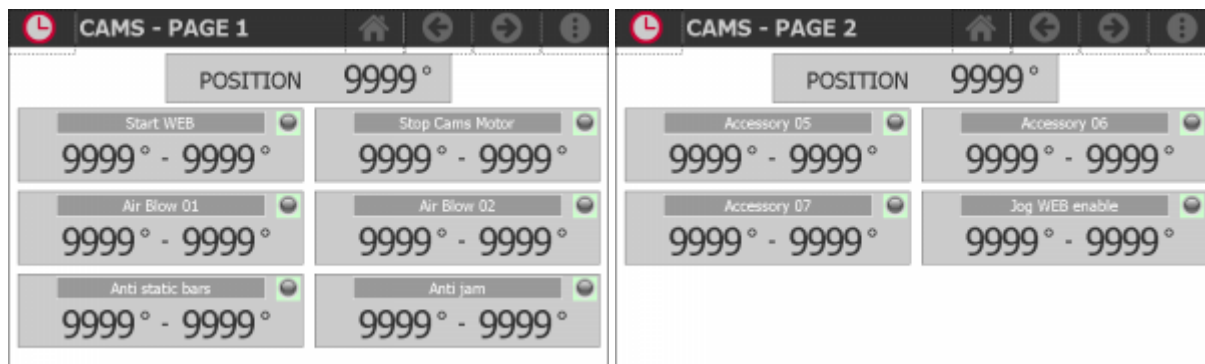 CAMS - PAGE 1
POSITION 9999°
Start WEB
9999° - 9999°
Stop Cams Motor
9999° - 9999°
Air Blow 01
9999° - 9999°
Air Blow 02
9999° - 9999°
Anti static bars
9999° - 9999°
Anti jam
9999° - 9999°
CAMS - PAGE 2
POSITION 9999°
Accessory 05
9999° - 9999°
Accessory 06
9999° - 9999°
Accessory 07
9999° - 9999°
Jog WEB enable
9999° - 9999°